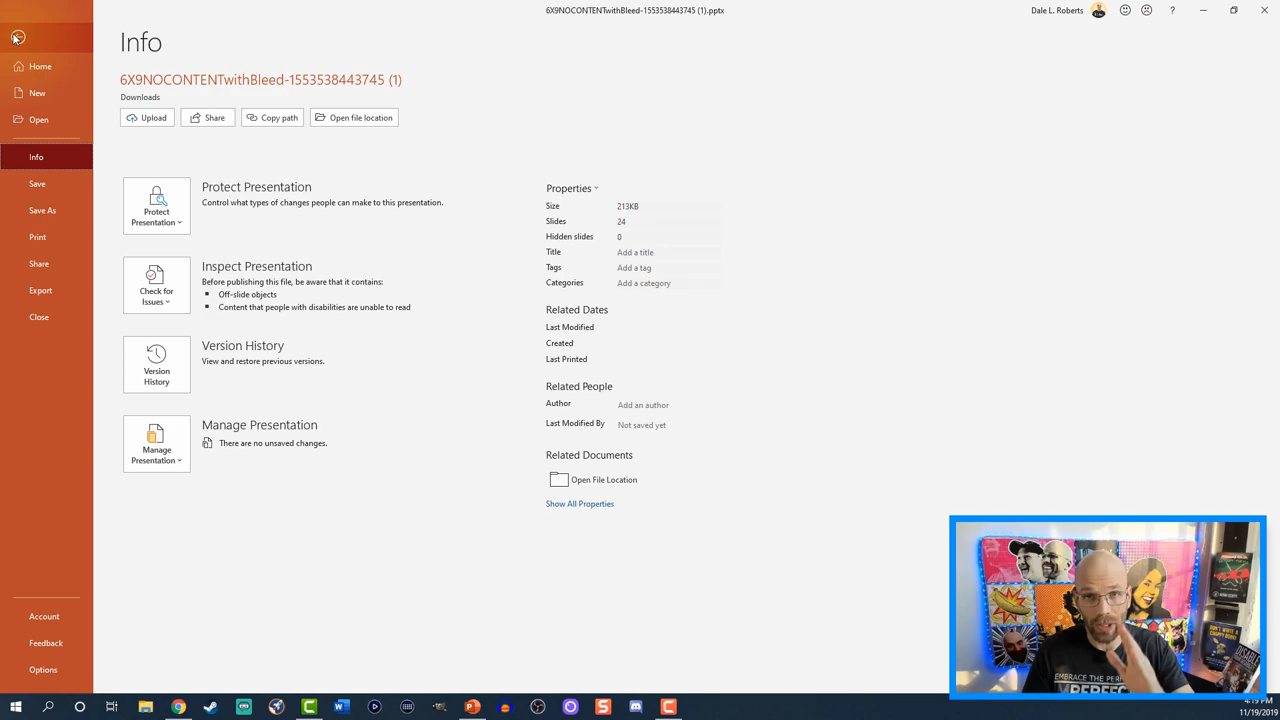 6X9NOCONTENTwithBleed-1553538443745 (1).pptx
Dale L. Roberts
?
Info
6X9NOCONTENTwithBleed-1553538443745 (1)
Downloads
Upload
Share
Copy path
Open file location
Home
New
Open
Info
Save
Save As
Print
Share
Export
Close
Account
Feedback
Options
Protect Presentation
Protect Presentation
Control what types of changes people can make to this presentation.
Check for Issues
Inspect Presentation
Before publishing this file, be aware that it contains:
Off-slide objects
Content that people with disabilities are unable to read
Version History
Version History
View and restore previous versions.
Manage Presentation
Manage Presentation
There are no unsaved changes.
Properties
Size 213KB
Slides 24
Hidden slides 0
Title Add a title
Tags Add a tag
Categories Add a category
Related Dates
Last Modified
Created
Last Printed
Related People
Author Add an author
Last Modified By Not saved yet
Related Documents
Open File Location
Show All Properties
EMBRACE THE
DON'T WRITE A CRAPPY BOOK!
4:19 PM
11/19/2019